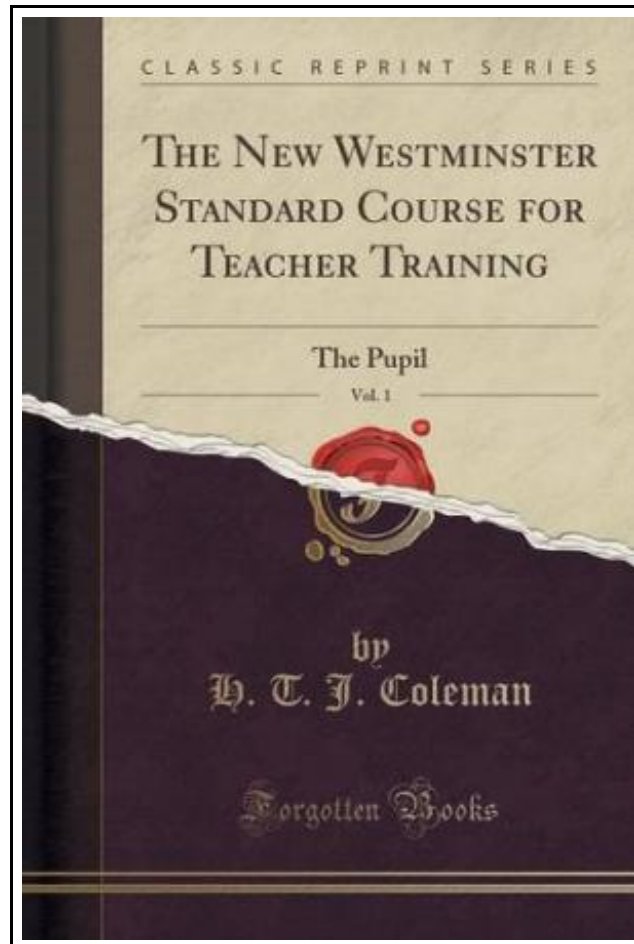 CLASSIC REPRINT SERIES
THE NEW WESTMINSTER
STANDARD COURSE FOR
TEACHER TRAINING
The Pupil
Vol. 1
by
H. T. J. Coleman
Forgotten Books